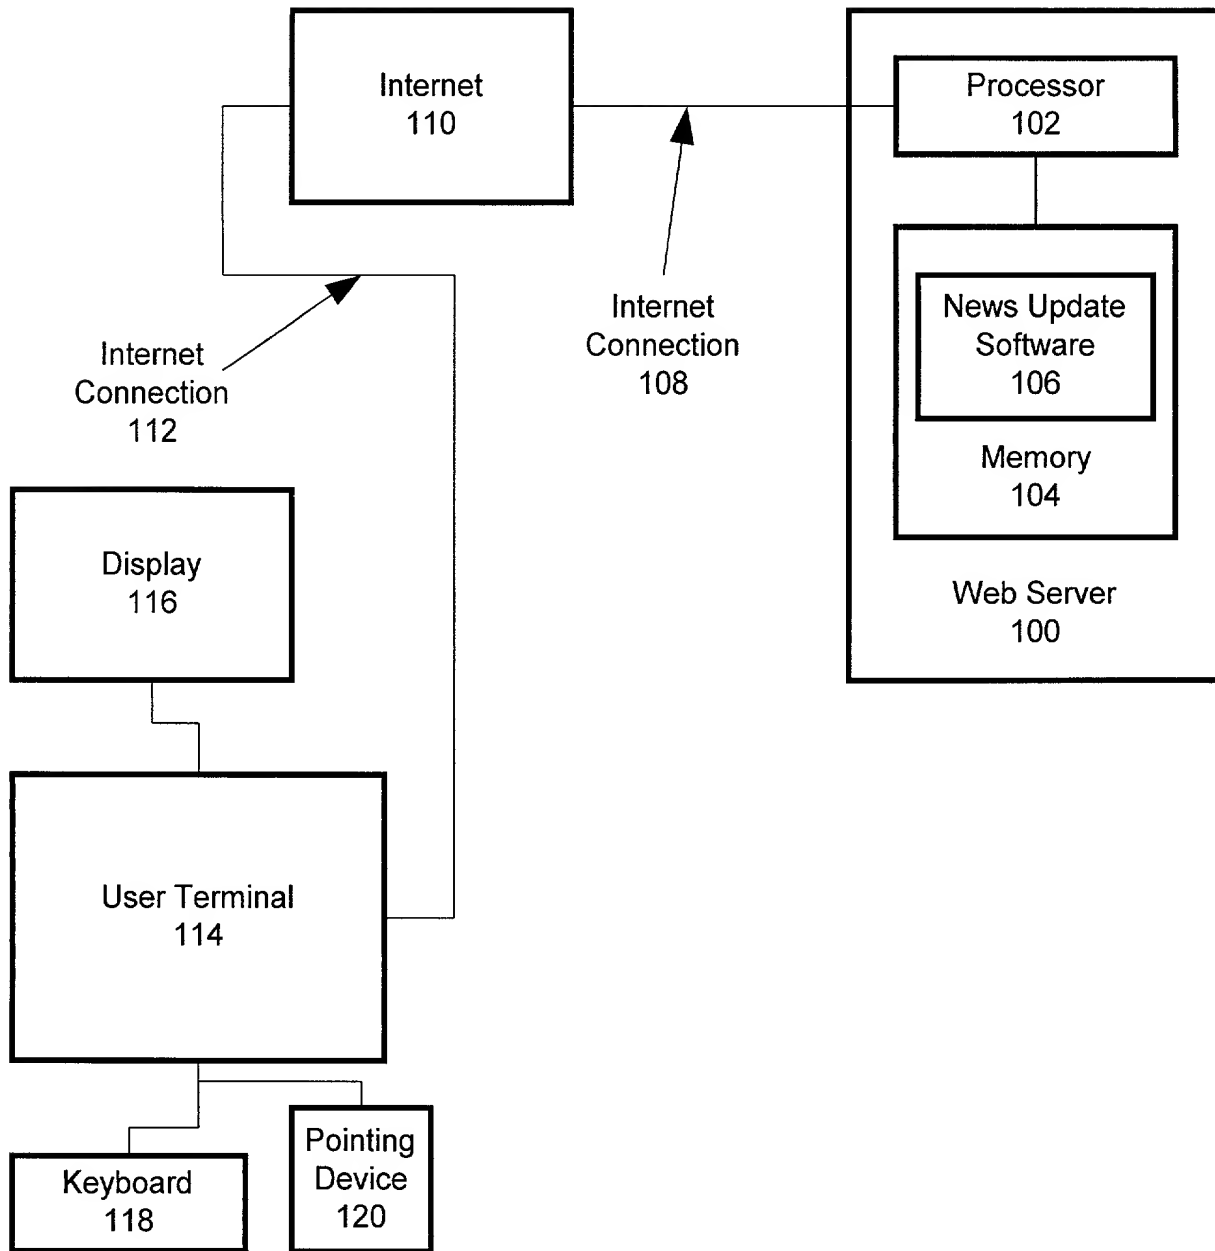 Internet
110
Processor
102
News Update
Software
106
Memory
104
Web Server
100
Internet
Connection
108
Internet
Connection
112
Display
116
User Terminal
114
Keyboard
118
Pointing
Device
120